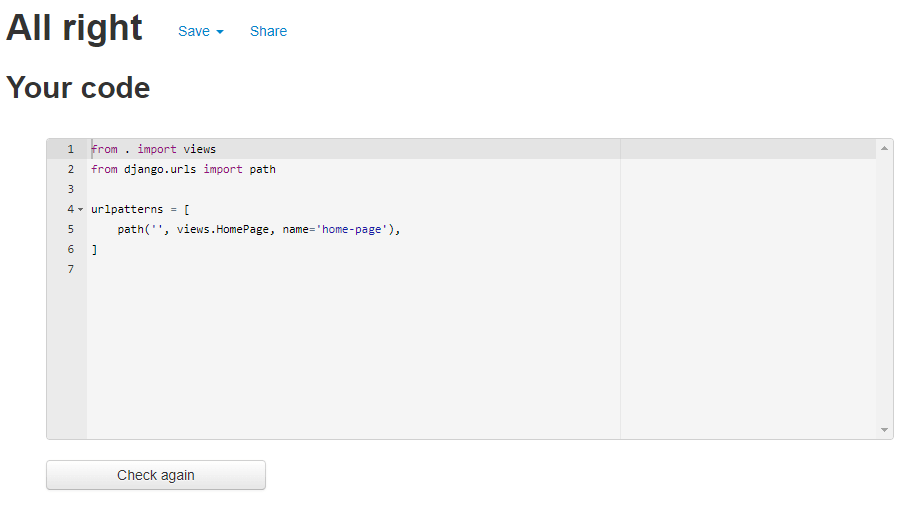 All right Save Share
Your code
1 from . import views
2 from django.urls import path
3
4 urlpatterns = [
5     path('', views.HomePage, name='home-page'),
6 ]
7
Check again